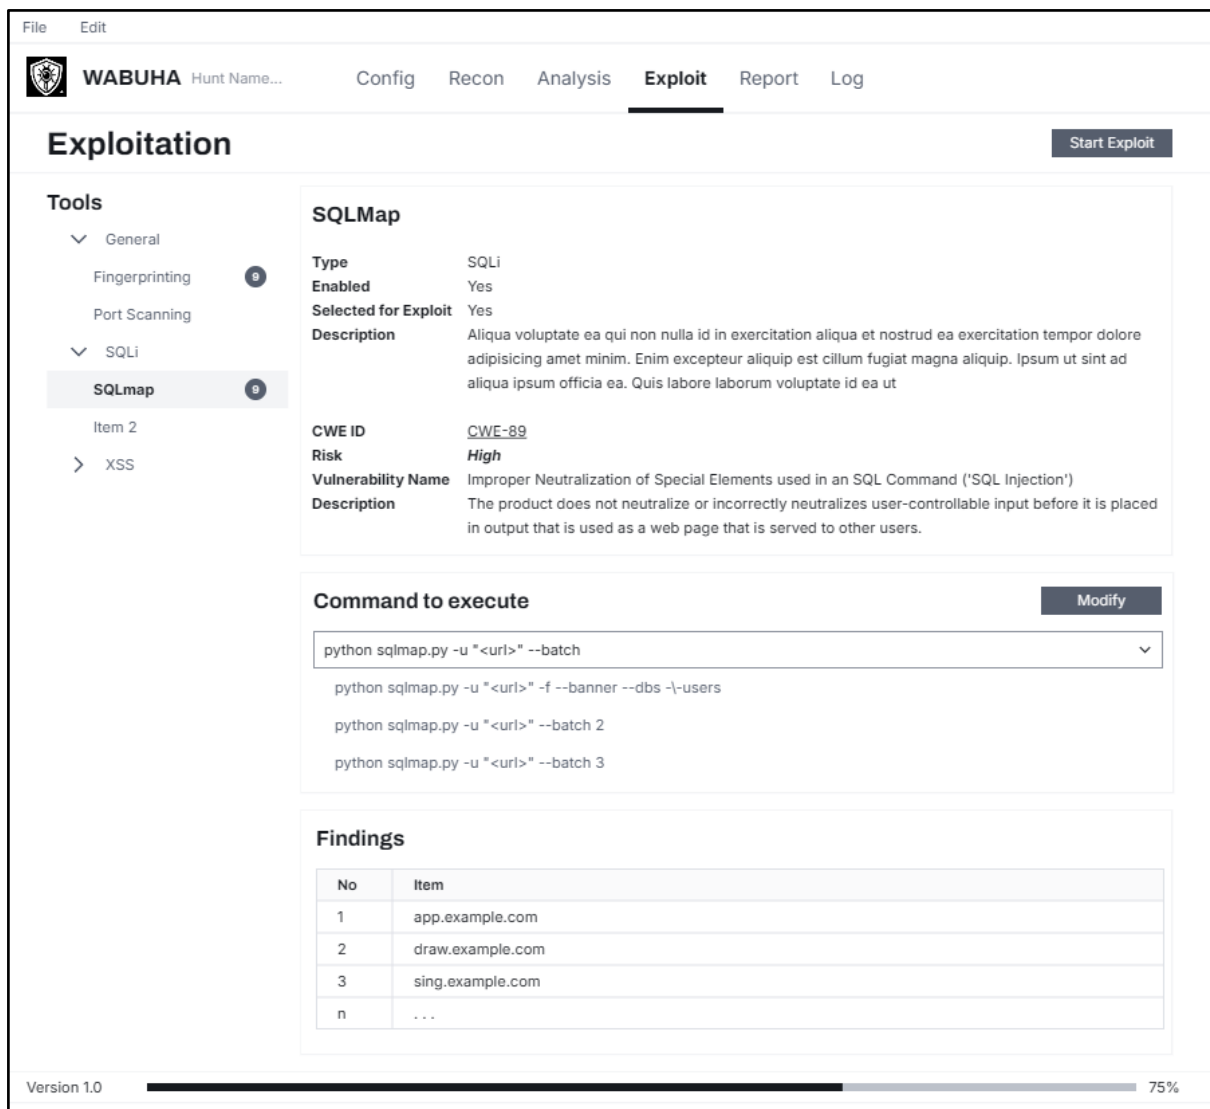 File Edit
WABUHA Hunt Name... Config Recon Analysis Exploit Report Log
Exploitation
Start Exploit
Tools
General
Fingerprinting 9
Port Scanning
SQLi
SQLmap 9
Item 2
XSS
SQLMap
Type SQLi
Enabled Yes
Selected for Exploit Yes
Description Aliqua voluptate ea qui non nulla id in exercitation aliqua et nostrud ea exercitation tempor dolore
adipisicing amet minim. Enim excepteur aliquip est cillum fugiat magna aliquip. Ipsum ut sint ad
aliqua ipsum officia ea. Quis labore laborum voluptate id ea ut
CWE ID CWE-89
Risk High
Vulnerability Name Improper Neutralization of Special Elements used in an SQL Command ('SQL Injection')
Description The product does not neutralize or incorrectly neutralizes user-controllable input before it is placed
in output that is used as a web page that is served to other users.
Command to execute
Modify
python sqlmap.py -u "<url>" --batch
python sqlmap.py -u "<url>" -f --banner --dbs -\-users
python sqlmap.py -u "<url>" --batch 2
python sqlmap.py -u "<url>" --batch 3
Findings
No Item
1 app.example.com
2 draw.example.com
3 sing.example.com
n . . .
Version 1.0 75%